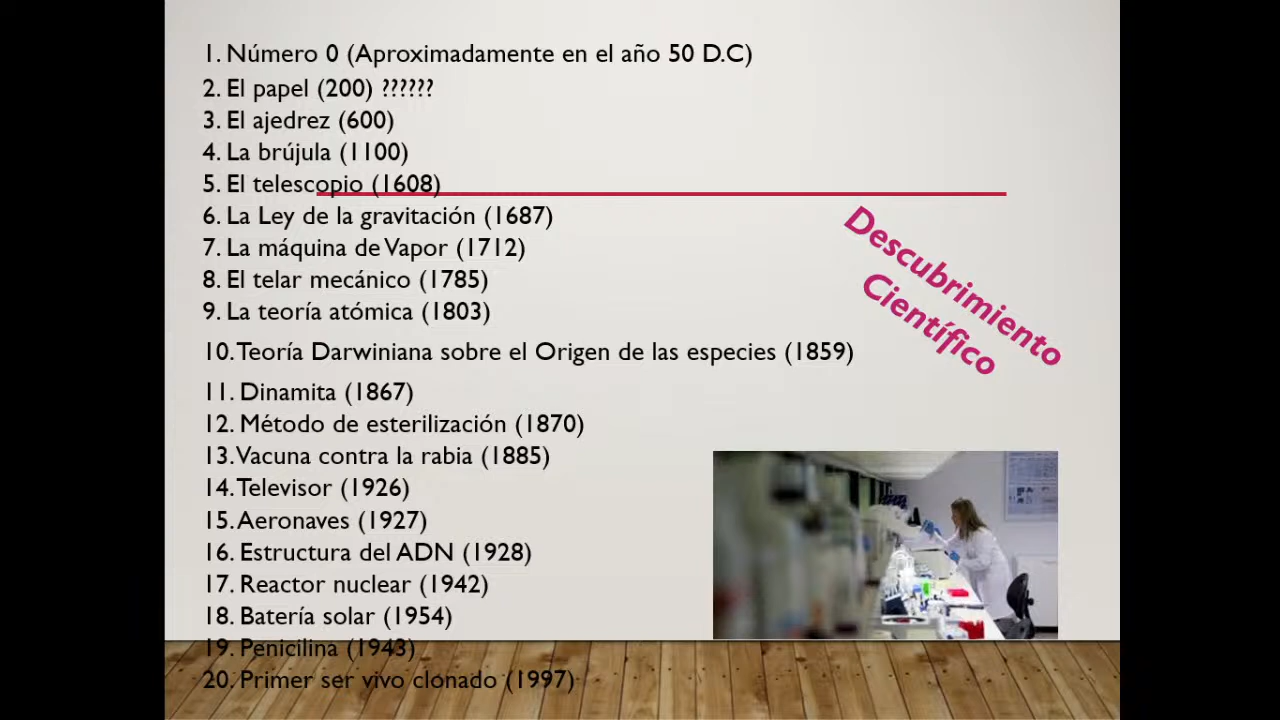 1. Número 0 (Aproximadamente en el año 50 D.C)
2. El papel (200) ??????
3. El ajedrez (600)
4. La brújula (1100)
5. El telescopio (1608)
6. La Ley de la gravitación (1687)
7. La máquina de Vapor (1712)
8. El telar mecánico (1785)
9. La teoría atómica (1803)
10. Teoría Darwiniana sobre el Origen de las especies (1859)
11. Dinamita (1867)
12. Método de esterilización (1870)
13. Vacuna contra la rabia (1885)
14. Televisor (1926)
15. Aeronaves (1927)
16. Estructura del ADN (1928)
17. Reactor nuclear (1942)
18. Batería solar (1954)
19. Penicilina (1943)
20. Primer ser vivo clonado (1997)
Descubrimiento
Científico